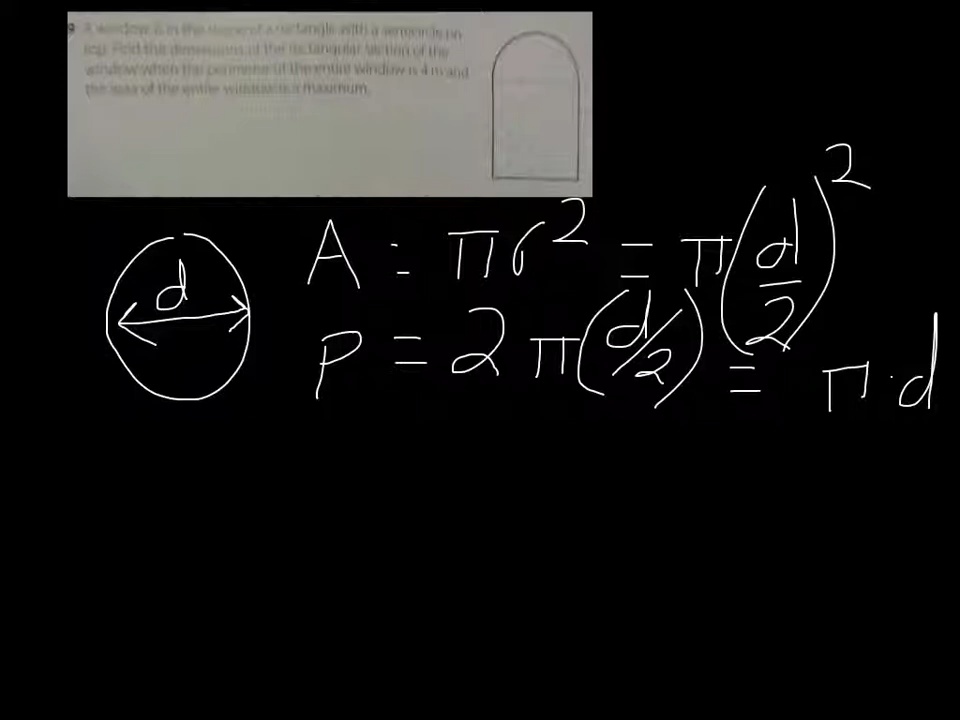 9 A window is in the shape of a rectangle with a semicircle on
top. Find the dimensions of the rectangular section of the
window when the perimeter of the entire window is 4 m and
the area of the entire window is a maximum.
d
A = πr² = π(d/2)²
P = 2π(d/2) = π·d